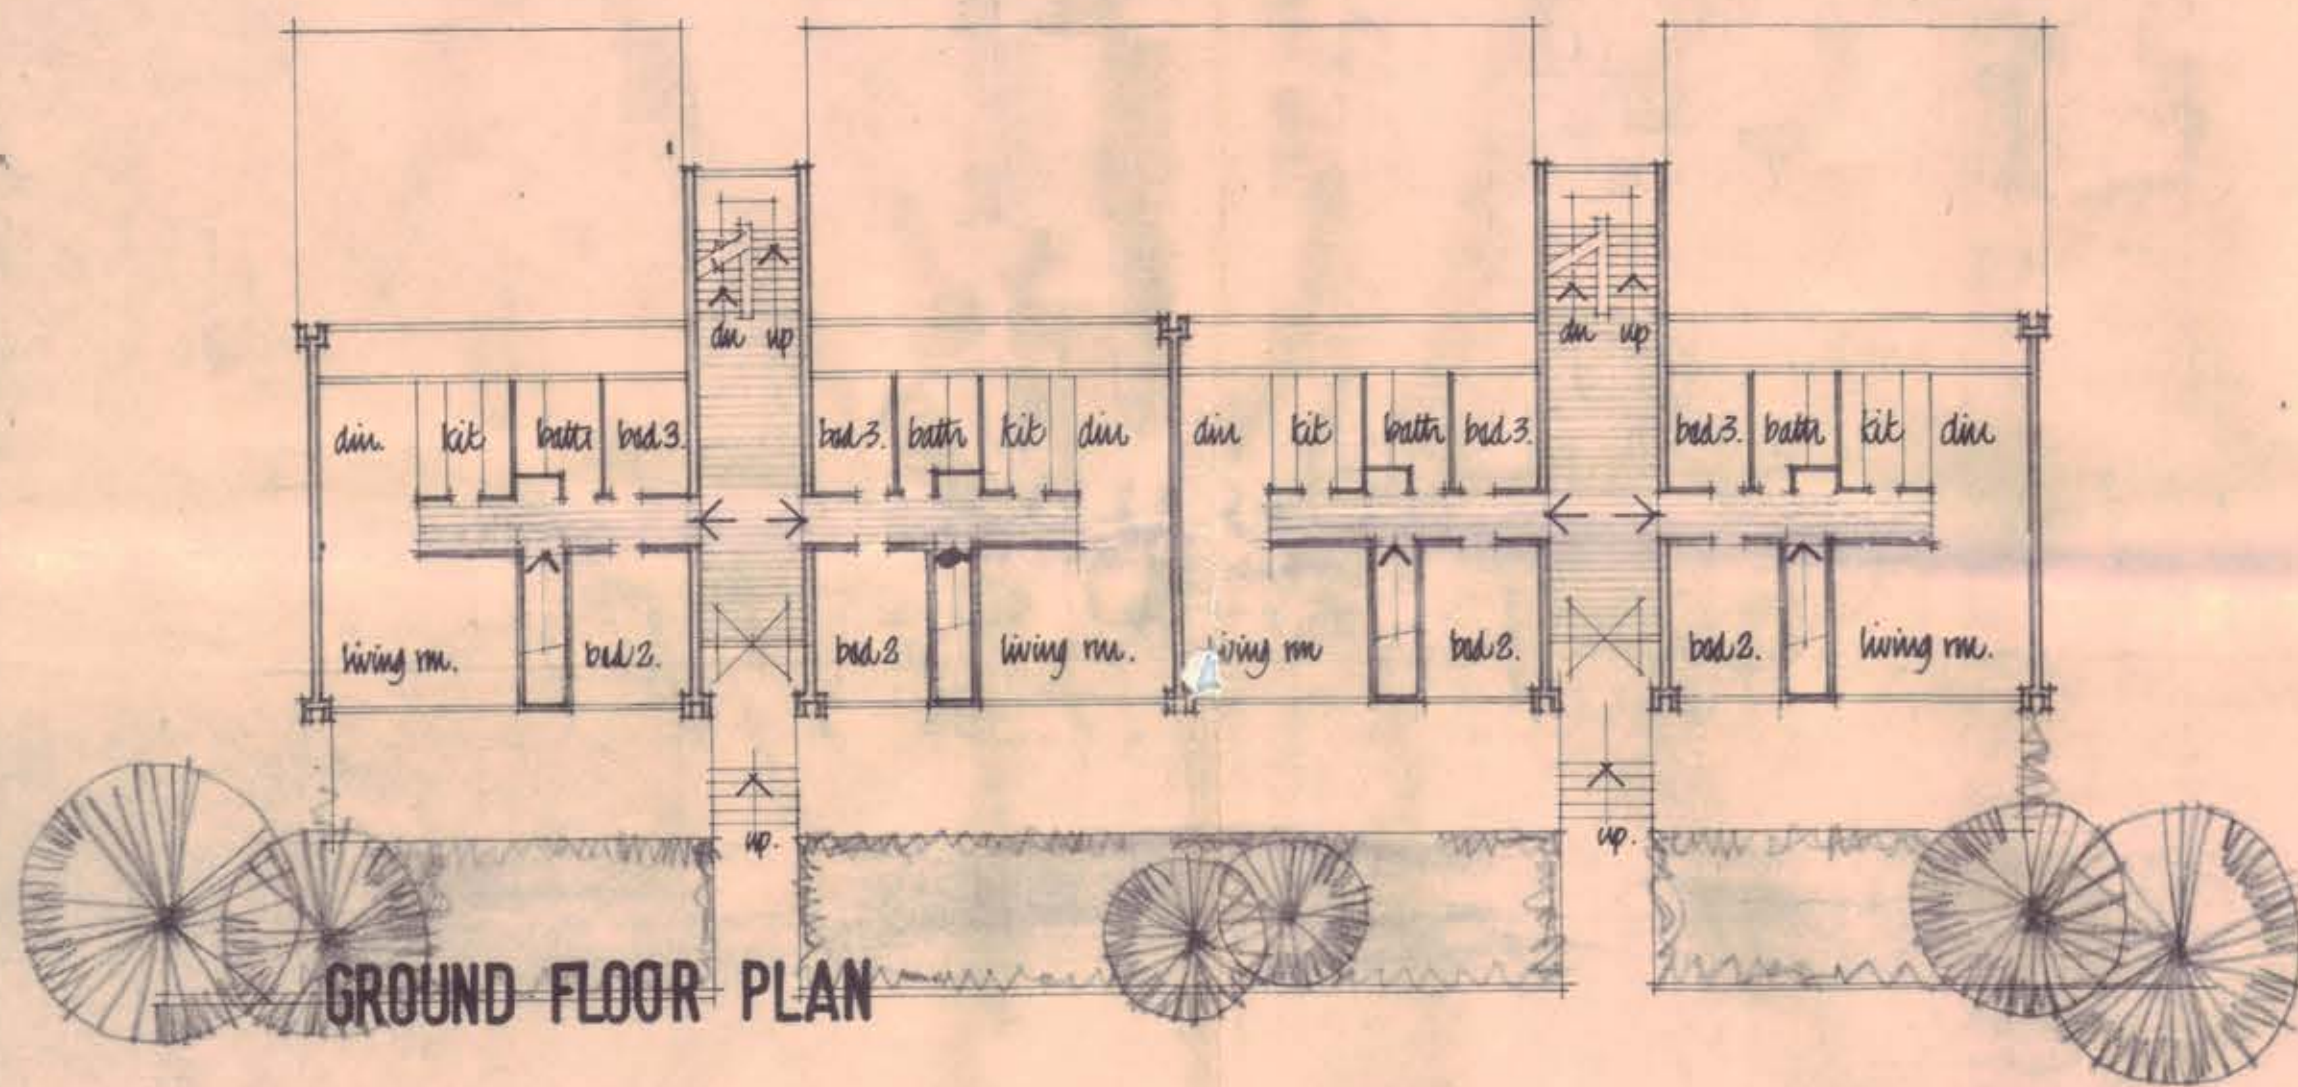 dn up dn up
din. kit bath bed 3. bed 3. bath kit din din kit bath bed 3. bed 3. bath kit din
living rm. bed 2. bed 2 living rm. living rm bed 2. bed 2. living rm.
up. up.
GROUND FLOOR PLAN